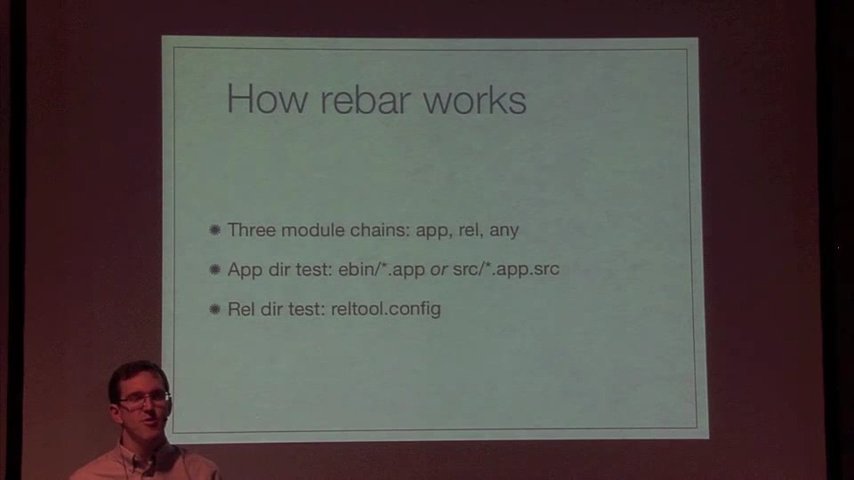 How rebar works
Three module chains: app, rel, any
App dir test: ebin/*.app or src/*.app.src
Rel dir test: reltool.config